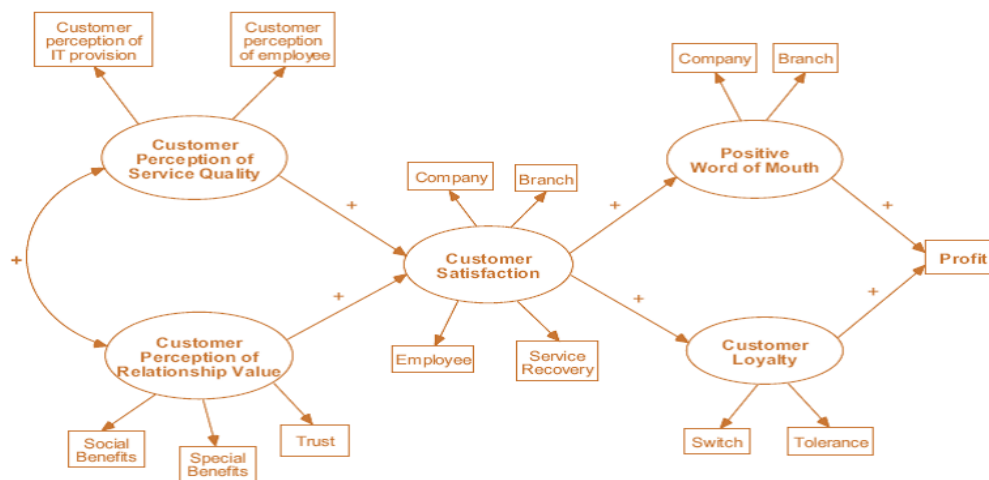 Customer
perception of
IT provision
Customer
perception
of employee
Company
Branch
Customer
Perception of
Service Quality
Positive
Word of Mouth
Company
Branch
+
+
+
+
Customer
Satisfaction
Profit
+
+
+
Customer
Perception of
Relationship Value
Employee
Service
Recovery
Customer
Loyalty
Social
Benefits
Special
Benefits
Trust
Switch
Tolerance